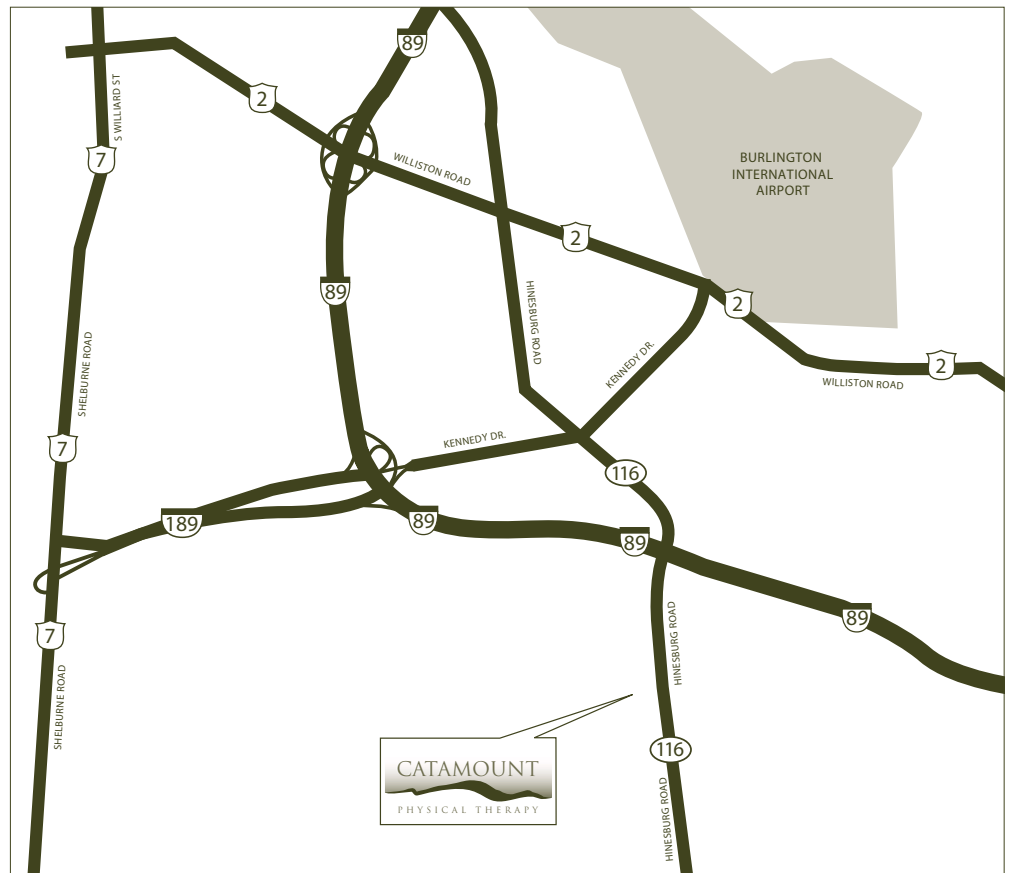 89
S WILLIARD ST
2
7
WILLISTON ROAD
BURLINGTON
INTERNATIONAL
AIRPORT
2
89
HINESBURG ROAD
2
SHELBURNE ROAD
KENNEDY DR.
2
WILLISTON ROAD
7
KENNEDY DR.
116
189
89
89
7
89
HINESBURG ROAD
SHELBURNE ROAD
116
CATAMOUNT
PHYSICAL THERAPY
HINESBURG ROAD